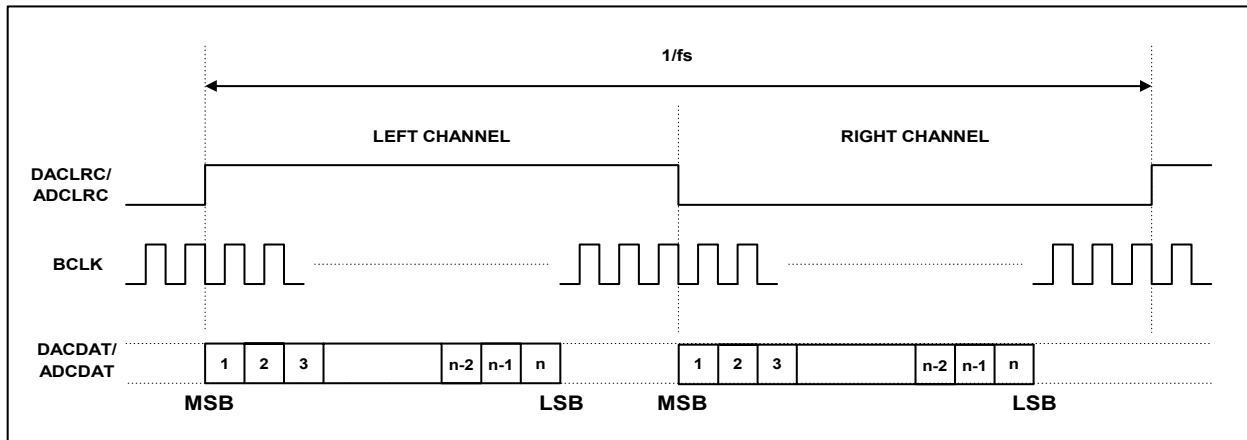 1/fs
LEFT CHANNEL
RIGHT CHANNEL
DACLRC/
ADCLRC
BCLK
DACDAT/
ADCDAT
1 2 3 n-2 n-1 n 1 2 3 n-2 n-1 n
MSB LSB MSB LSB